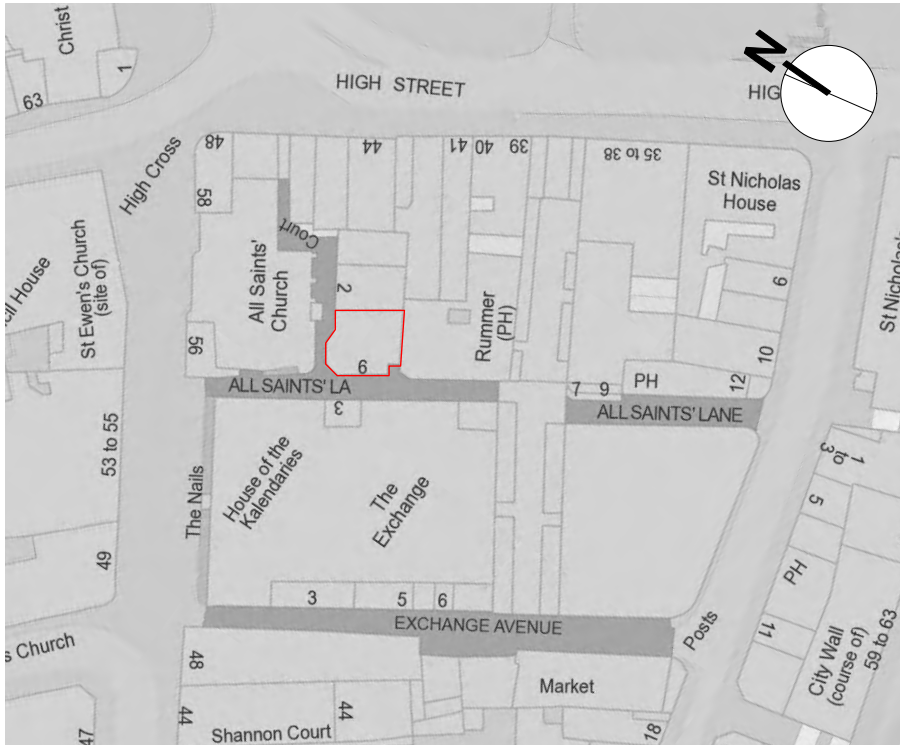 Christ
1
63
HIGH STREET
HIG
N
High Cross
48
44
41
40
39
35 to 38
58
St Nicholas
House
Court
All Saints'
Church
St Ewen's Church
(site of)
House
2
9
St Nicholas
Rummer
(PH)
56
6
10
ALL SAINTS' LA
7
9
PH
12
ALL SAINTS' LANE
3
1
to
3
53 to 55
The Nails
House of the
Kalendaries
The
Exchange
5
PH
49
3
5
6
11
EXCHANGE AVENUE
Posts
City Wall
(course of)
59 to 63
s Church
48
Market
44
44
Shannon Court
18
47